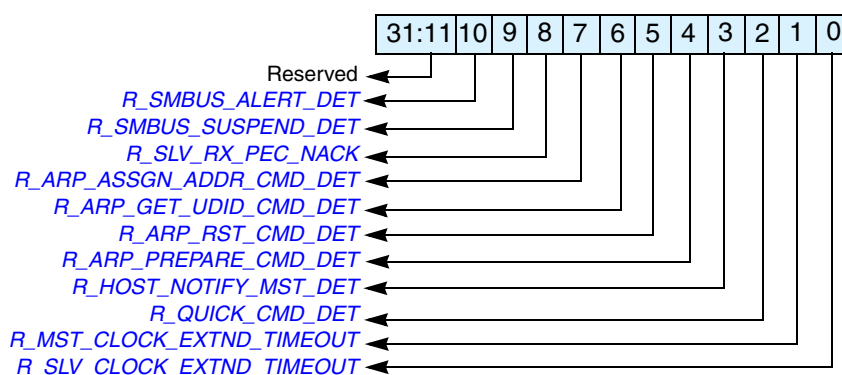 31:11 10 9 8 7 6 5 4 3 2 1 0
Reserved
R_SMBUS_ALERT_DET
R_SMBUS_SUSPEND_DET
R_SLV_RX_PEC_NACK
R_ARP_ASSGN_ADDR_CMD_DET
R_ARP_GET_UDID_CMD_DET
R_ARP_RST_CMD_DET
R_ARP_PREPARE_CMD_DET
R_HOST_NOTIFY_MST_DET
R_QUICK_CMD_DET
R_MST_CLOCK_EXTND_TIMEOUT
R_SLV_CLOCK_EXTND_TIMEOUT